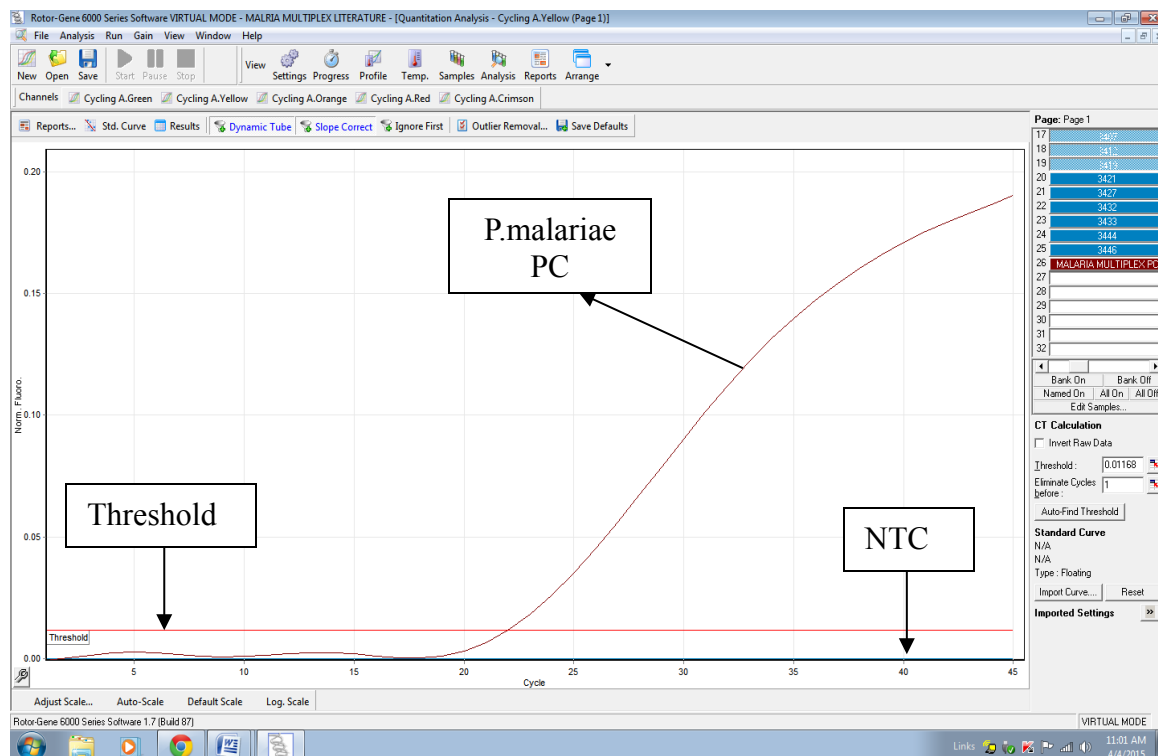 Rotor-Gene 6000 Series Software VIRTUAL MODE - MALRIA MULTIPLEX LITERATURE - [Quantitation Analysis - Cycling A.Yellow (Page 1)]
File Analysis Run Gain View Window Help
New Open Save Start Pause Stop View Settings Progress Profile Temp. Samples Analysis Reports Arrange
Channels Cycling A.Green Cycling A.Yellow Cycling A.Orange Cycling A.Red Cycling A.Crimson
Reports... Std. Curve Results Dynamic Tube Slope Correct Ignore First Outlier Removal... Save Defaults
0.20
0.15
0.10
0.05
0.00
Norm. Fluoro.
P.malariae
PC
Threshold
NTC
Threshold
5 10 15 20 25 30 35 40 45
Cycle
Adjust Scale... Auto-Scale Default Scale Log. Scale
Page: Page 1
17 3407
18 3412
19 3419
20 3421
21 3427
22 3432
23 3433
24 3444
25 3446
26 MALARIA MULTIPLEX PC
27
28
29
30
31
32
Bank On Bank Off
Named On All On All Off
Edit Samples...
CT Calculation
Invert Raw Data
Threshold : 0.01168
Eliminate Cycles before : 1
Auto-Find Threshold
Standard Curve
N/A
N/A
Type : Floating
Import Curve.... Reset
Imported Settings
Rotor-Gene 6000 Series Software 1.7 (Build 87) VIRTUAL MODE
Links 11:01 AM
4/4/2015